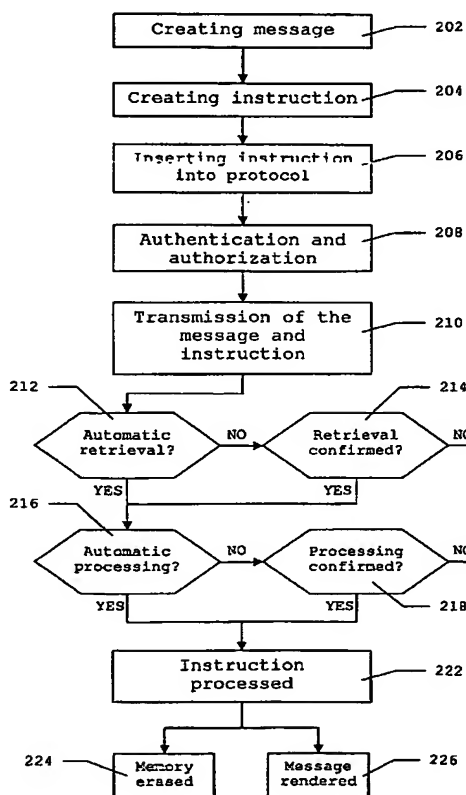 Creating message
202
Creating instruction
204
Inserting instruction
into protocol
206
Authentication and
authorization
208
Transmission of the
message and
instruction
210
212
214
Automatic
retrieval?
NO
Retrieval
confirmed?
NO
YES
YES
216
Automatic
processing?
NO
Processing
confirmed?
NO
YES
YES
218
Instruction
processed
222
224
Memory
erased
Message
rendered
226